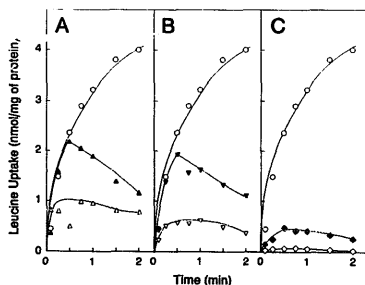 A B C
Leucine Uptake (nmol/mg of protein,
4
3
2
1
0
0 1 2 0 1 2 0 1 2
Time (min)